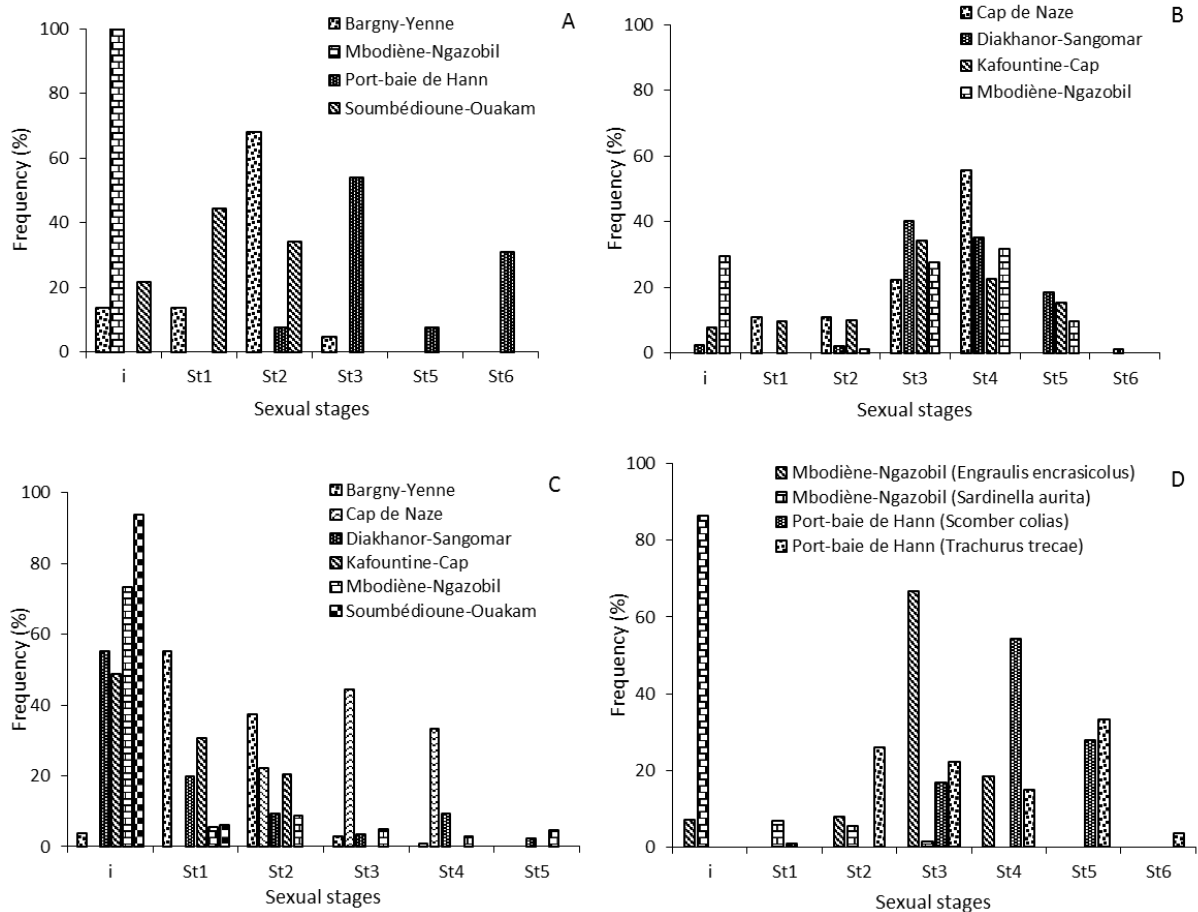 A
Bargny-Yenne
Mbodiène-Ngazobil
Port-baie de Hann
Soumbédioune-Ouakam
Frequency (%)
100
80
60
40
20
0
i St1 St2 St3 St5 St6
Sexual stages
B
Cap de Naze
Diakhanor-Sangomar
Kafountine-Cap
Mbodiène-Ngazobil
Frequency (%)
100
80
60
40
20
0
i St1 St2 St3 St4 St5 St6
Sexual stages
C
Bargny-Yenne
Cap de Naze
Diakhanor-Sangomar
Kafountine-Cap
Mbodiène-Ngazobil
Soumbédioune-Ouakam
Frequency (%)
100
80
60
40
20
0
i St1 St2 St3 St4 St5
Sexual stages
D
Mbodiène-Ngazobil (Engraulis encrasicolus)
Mbodiène-Ngazobil (Sardinella aurita)
Port-baie de Hann (Scomber colias)
Port-baie de Hann (Trachurus trecae)
Frequency (%)
100
80
60
40
20
0
i St1 St2 St3 St4 St5 St6
Sexual stages